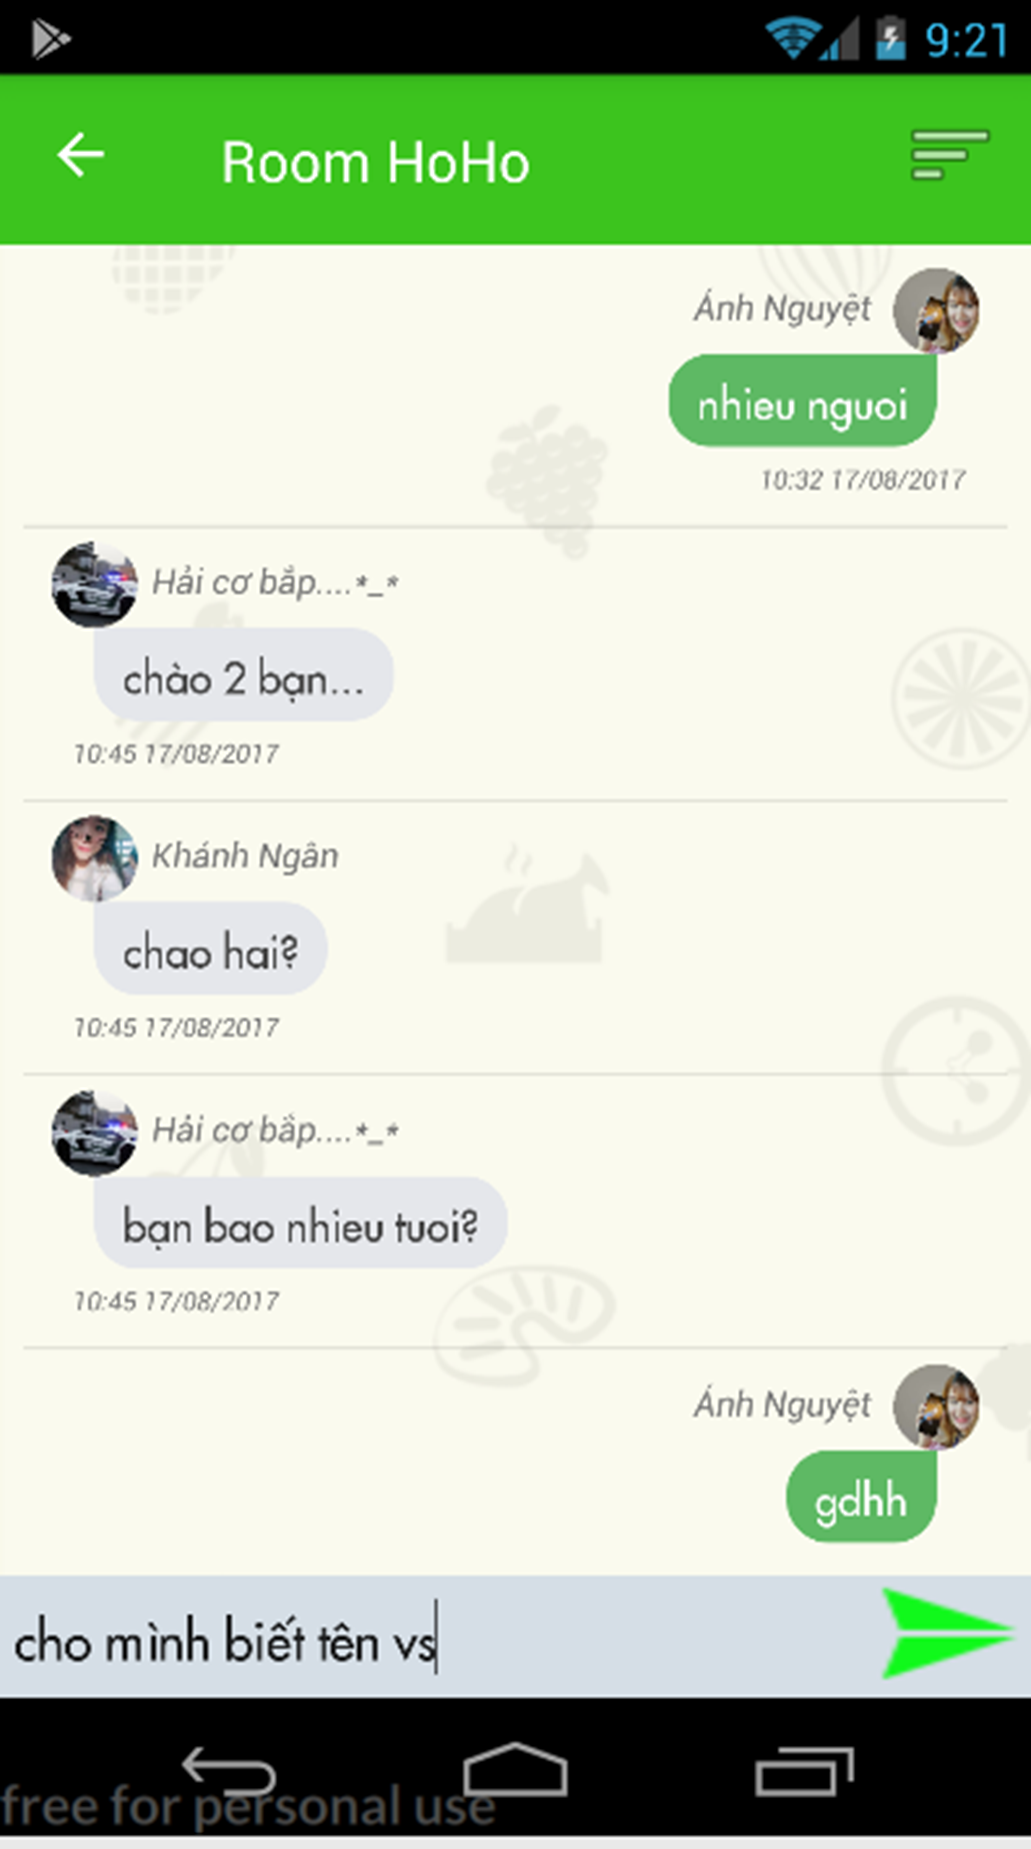 9:21
Room HoHo
Ánh Nguyệt
nhieu nguoi
10:32 17/08/2017
Hải cơ bắp....*_*
chào 2 bạn...
10:45 17/08/2017
Khánh Ngân
chao hai?
10:45 17/08/2017
Hải cơ bắp....*_*
bạn bao nhieu tuoi?
10:45 17/08/2017
Ánh Nguyệt
gdhh
cho mình biết tên vs
free for personal use